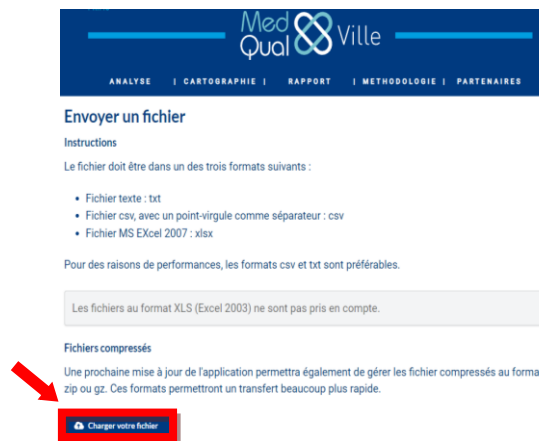 Med
Qual Ville
ANALYSE | CARTOGRAPHIE | RAPPORT | METHODOLOGIE | PARTENAIRES
Envoyer un fichier
Instructions
Le fichier doit être dans un des trois formats suivants :
• Fichier texte : txt
• Fichier csv, avec un point-virgule comme séparateur : csv
• Fichier MS EXcel 2007 : xlsx
Pour des raisons de performances, les formats csv et txt sont préférables.
Les fichiers au format XLS (Excel 2003) ne sont pas pris en compte.
Fichiers compressés
Une prochaine mise à jour de l'application permettra également de gérer les fichier compressés au forma
zip ou gz. Ces formats permettront un transfert beaucoup plus rapide.
Charger votre fichier